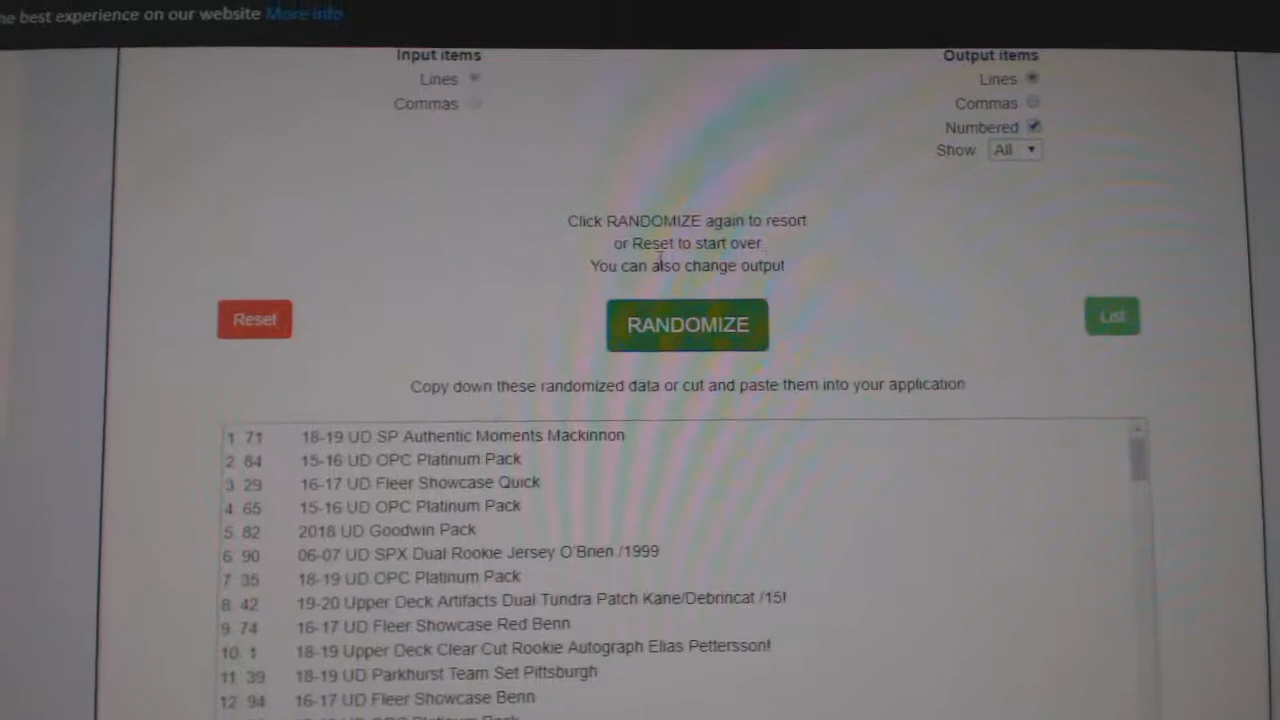 he best experience on our website More info
Input items
Lines
Commas
Output items
Lines
Commas
Numbered
Show All
Click RANDOMIZE again to resort
or Reset to start over
You can also change output
Reset
RANDOMIZE
List
Copy down these randomized data or cut and paste them into your application
1 71 18-19 UD SP Authentic Moments Mackinnon
2 84 15-16 UD OPC Platinum Pack
3 29 16-17 UD Fleer Showcase Quick
4 65 15-16 UD OPC Platinum Pack
5 82 2018 UD Goodwin Pack
6 90 06-07 UD SPX Dual Rookie Jersey O'Brien /1999
7 35 18-19 UD OPC Platinum Pack
8 42 19-20 Upper Deck Artifacts Dual Tundra Patch Kane/Debrincat /15!
9 74 16-17 UD Fleer Showcase Red Benn
10 1 18-19 Upper Deck Clear Cut Rookie Autograph Elias Pettersson!
11 39 18-19 UD Parkhurst Team Set Pittsburgh
12 94 16-17 UD Fleer Showcase Benn